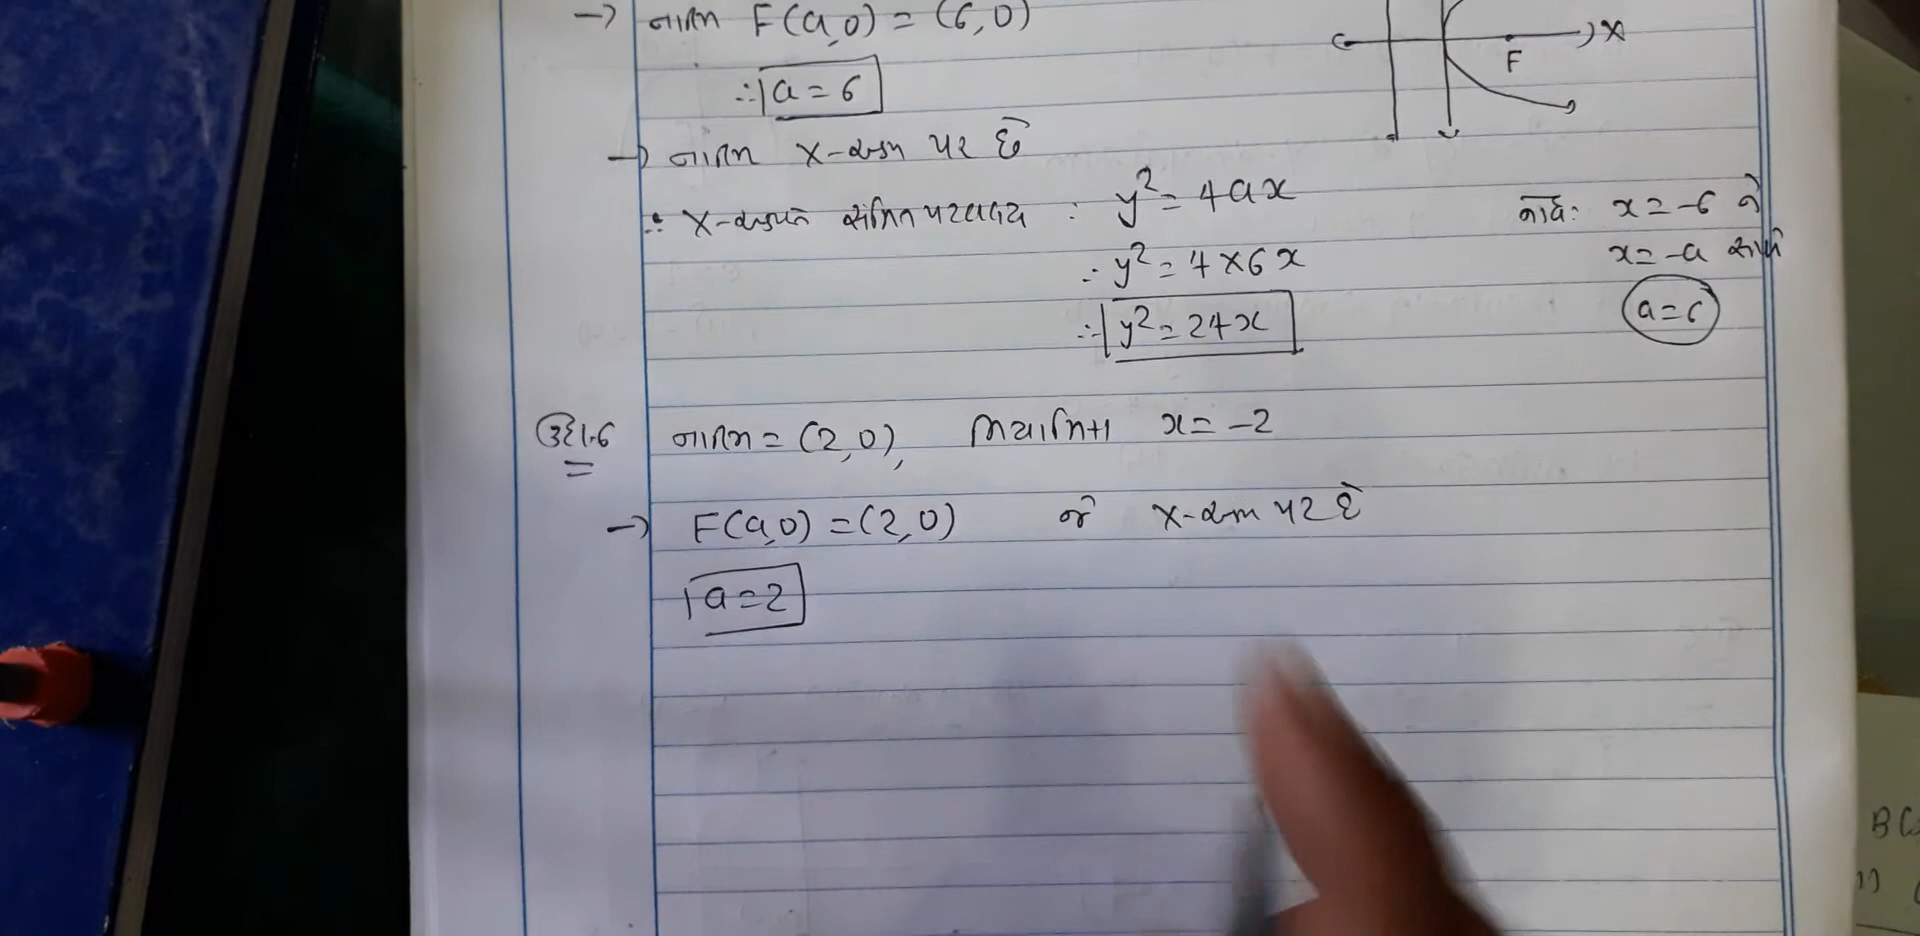 → નાભિ F(a,0) = (6,0)
∴ a = 6
→ નાભિ x-અક્ષ પર છે
∴ x-અક્ષને પરવલય : y² = 4ax
∴ y² = 4×6x
∴ y² = 24x
X
F
નોંધ: x = -6 ને
x = -a સાથે
a = 6
ઉદા.6 નાભિ = (2,0), નિયામિકા x = -2
→ F(a,0) = (2,0) જે x-અક્ષ પર છે
a = 2